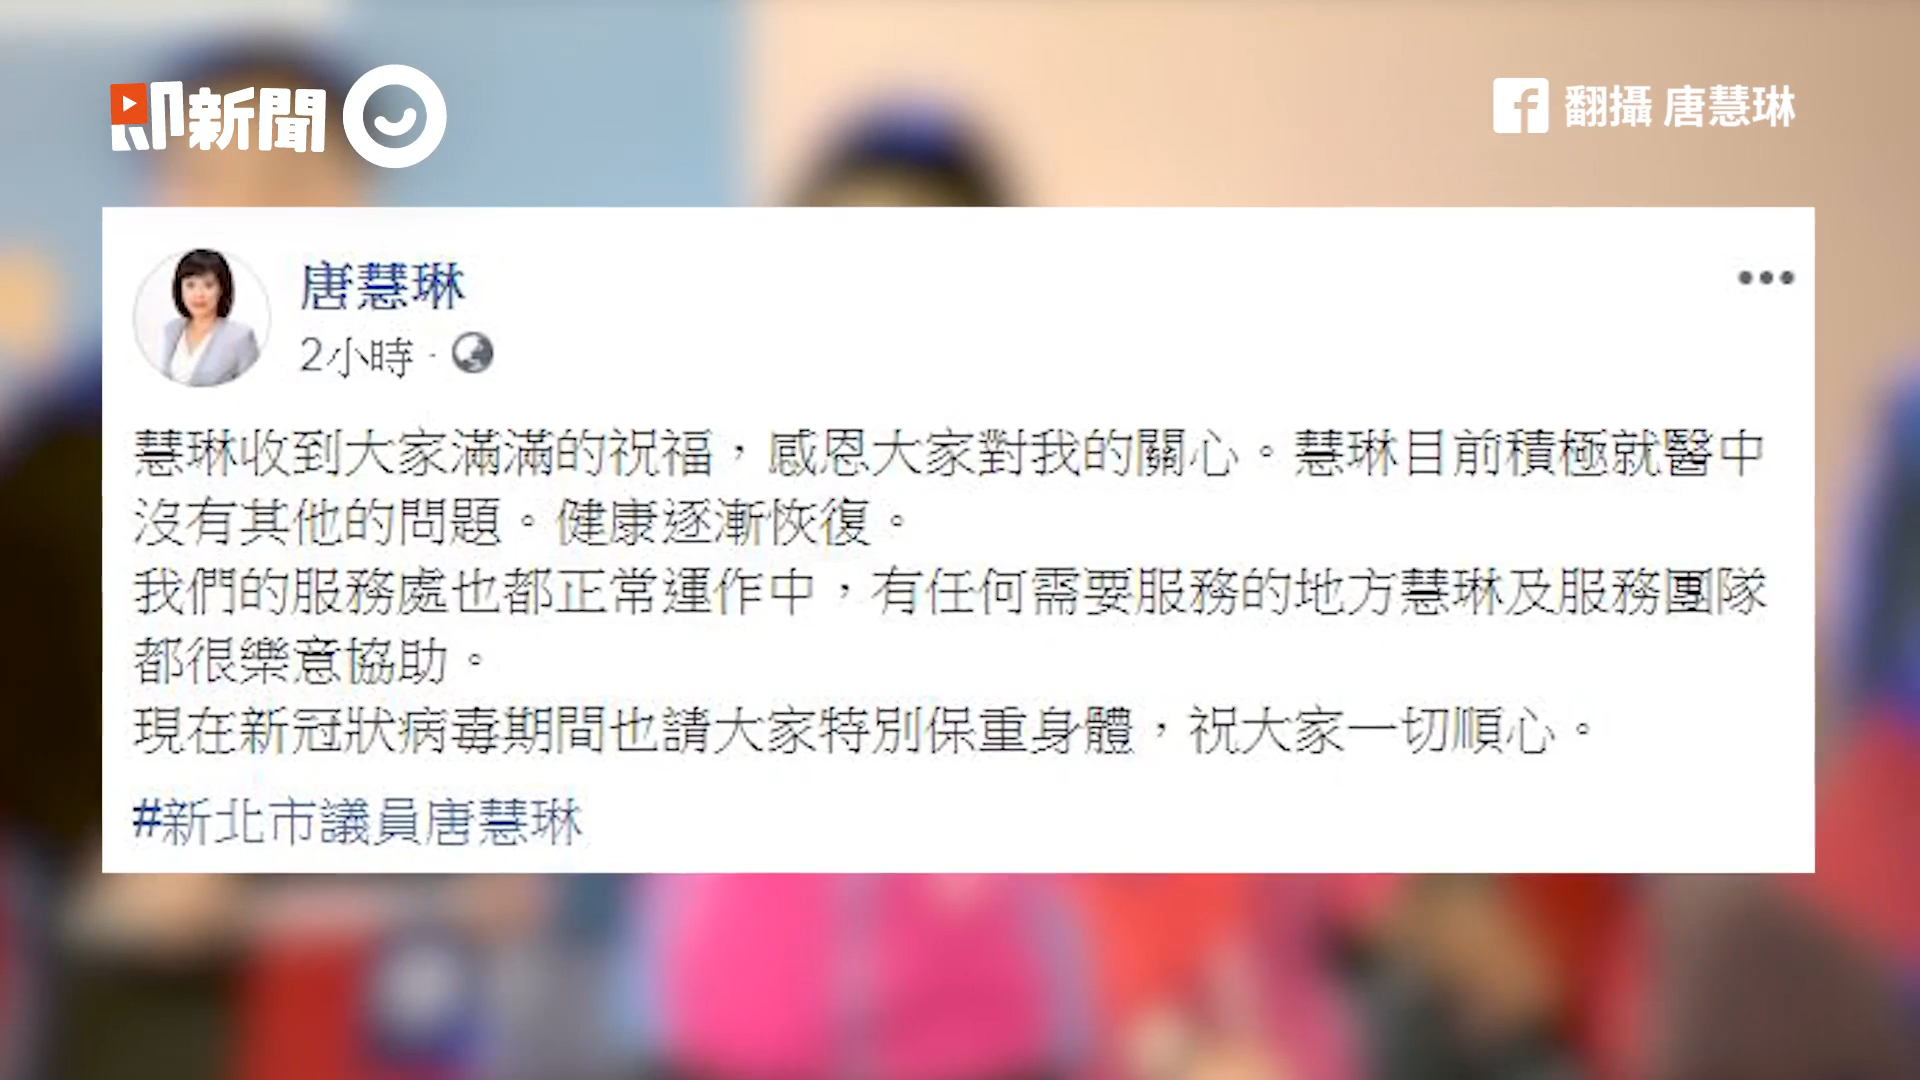 即新聞
翻攝 唐慧琳
唐慧琳
2小時 ·
慧琳收到大家滿滿的祝福，感恩大家對我的關心。慧琳目前積極就醫中
沒有其他的問題。健康逐漸恢復。
我們的服務處也都正常運作中，有任何需要服務的地方慧琳及服務團隊
都很樂意協助。
現在新冠狀病毒期間也請大家特別保重身體，祝大家一切順心。
#新北市議員唐慧琳